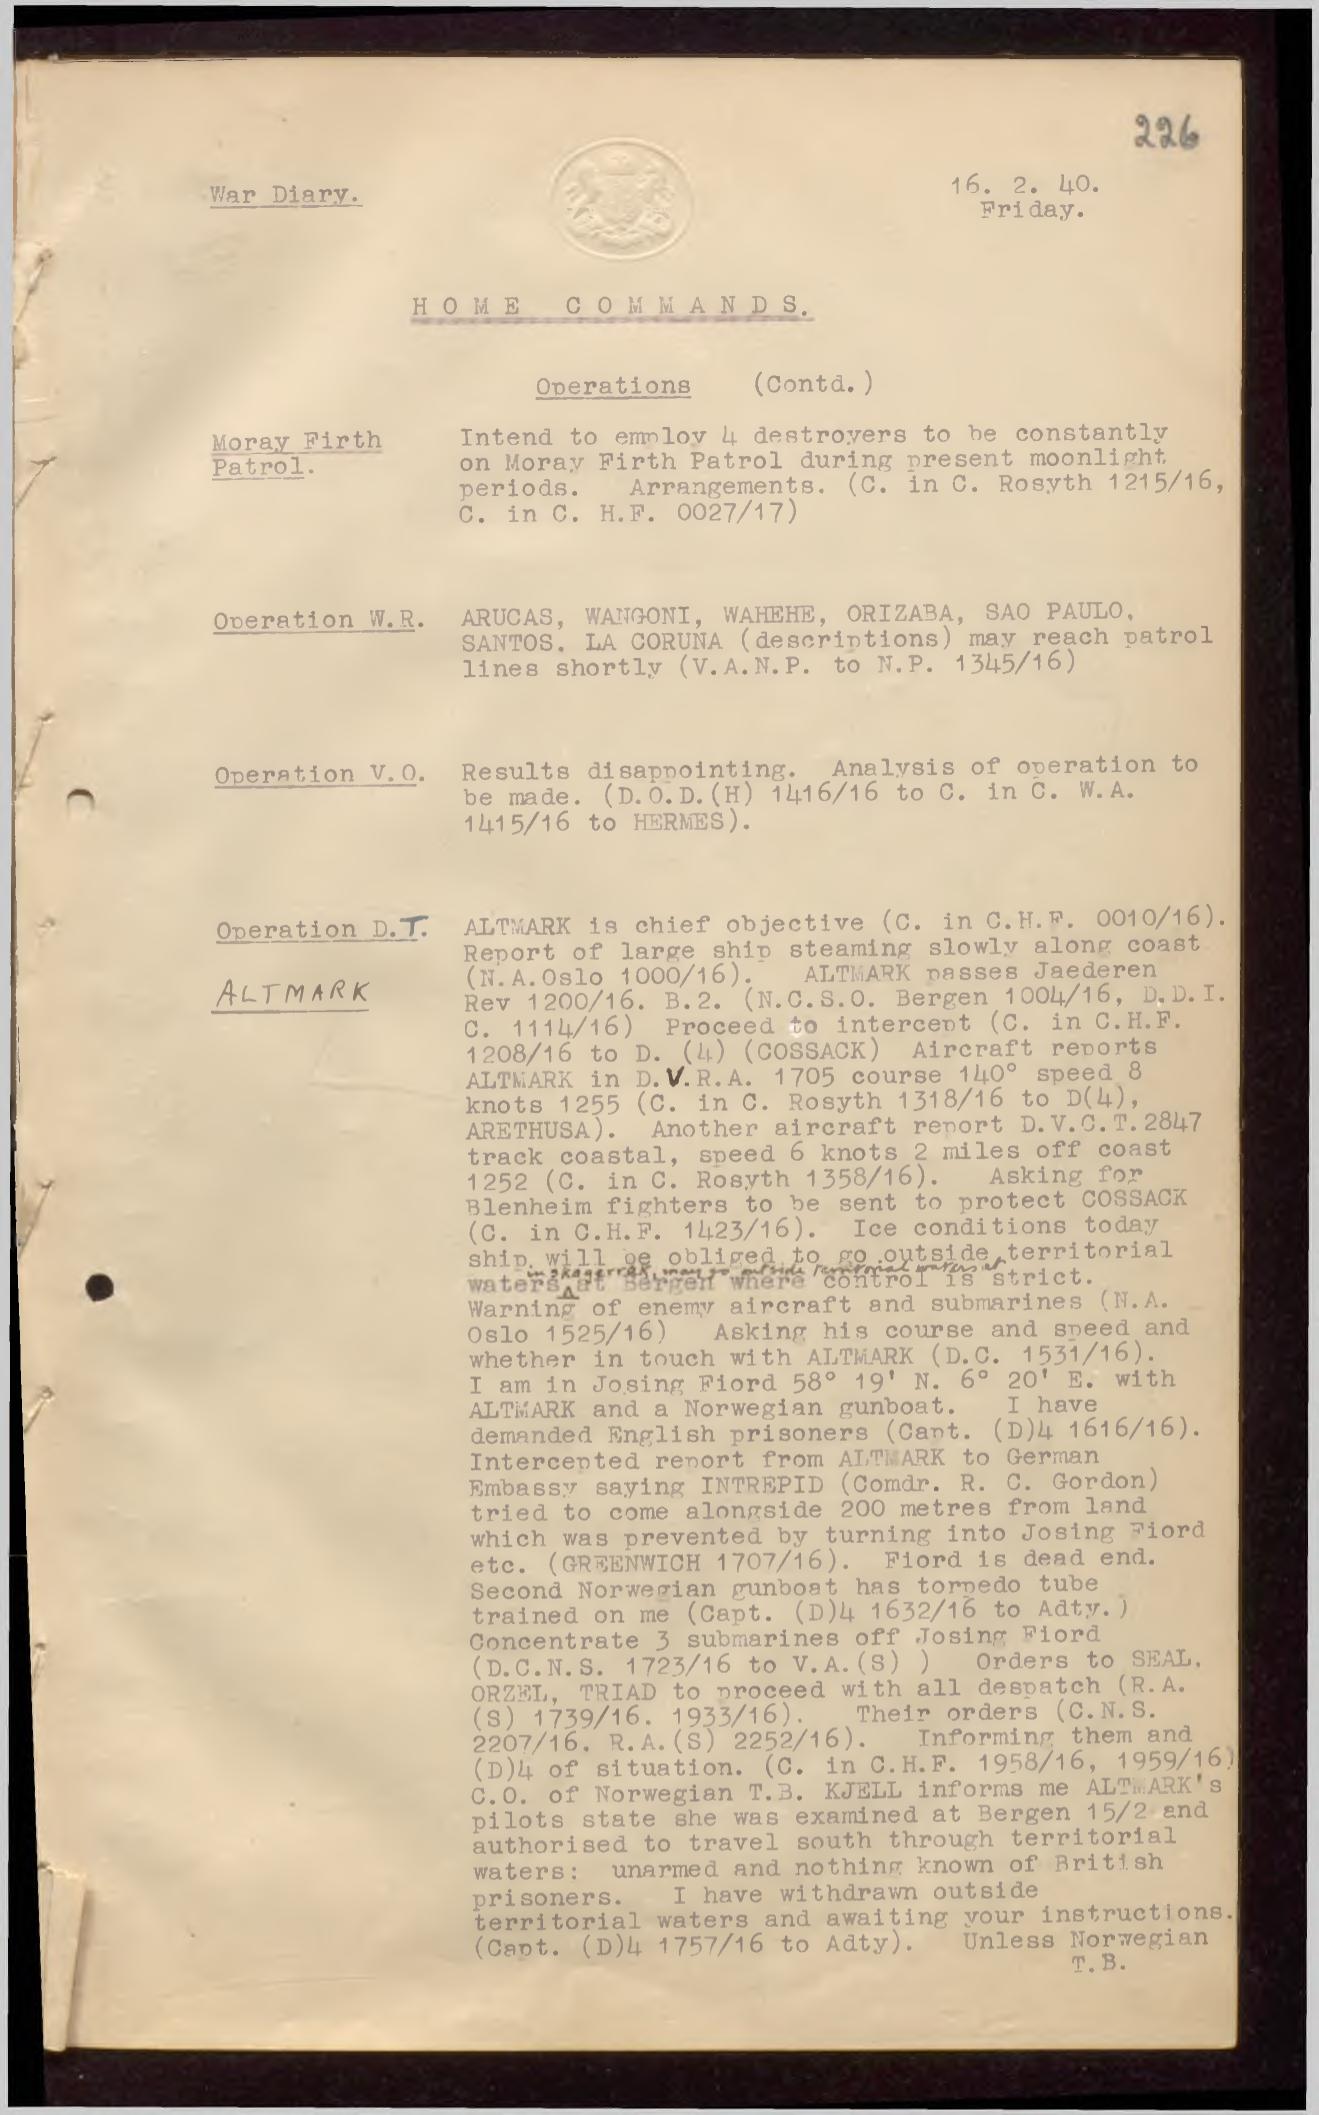 226
War Diary.
16. 2. 40.
Friday.
HOME COMMANDS.
Operations (Contd.)
Moray Firth
Patrol.
Intend to employ 4 destroyers to be constantly
on Moray Firth Patrol during present moonlight
periods. Arrangements. (C. in C. Rosyth 1215/16,
C. in C. H.F. 0027/17)
Operation W.R.
ARUCAS, WANGONI, WAHEHE, ORIZABA, SAO PAULO,
SANTOS, LA CORUNA (descriptions) may reach patrol
lines shortly (V.A.N.P. to N.P. 1345/16)
Operation V.O.
Results disappointing. Analysis of operation to
be made. (D.O.D.(H) 1416/16 to C. in C. W.A.
1415/16 to HERMES).
Operation D.T.
ALTMARK
ALTMARK is chief objective (C. in C.H.F. 0010/16).
Report of large ship steaming slowly along coast
(N.A.Oslo 1000/16). ALTMARK passes Jaederen
Rev 1200/16. B.2. (N.C.S.O. Bergen 1004/16, D.D.I.
C. 1114/16) Proceed to intercept (C. in C.H.F.
1208/16 to D. (4) (COSSACK) Aircraft reports
ALTMARK in D.V.R.A. 1705 course 140° speed 8
knots 1255 (C. in C. Rosyth 1318/16 to D(4),
ARETHUSA). Another aircraft report D.V.C.T.2847
track coastal, speed 6 knots 2 miles off coast
1252 (C. in C. Rosyth 1358/16). Asking for
Blenheim fighters to be sent to protect COSSACK
(C. in C.H.F. 1423/16). Ice conditions today
ship will be obliged to go outside territorial
in skagerrak, may go outside territorial waters at
waters at Bergen where control is strict.
Warning of enemy aircraft and submarines (N.A.
Oslo 1525/16) Asking his course and speed and
whether in touch with ALTMARK (D.C. 1531/16).
I am in Josing Fiord 58° 19' N. 6° 20' E. with
ALTMARK and a Norwegian gunboat. I have
demanded English prisoners (Capt. (D)4 1616/16).
Intercepted report from ALTMARK to German
Embassy saying INTREPID (Comdr. R. C. Gordon)
tried to come alongside 200 metres from land
which was prevented by turning into Josing Fiord
etc. (GREENWICH 1707/16). Fiord is dead end.
Second Norwegian gunboat has torpedo tube
trained on me (Capt. (D)4 1632/16 to Adty.)
Concentrate 3 submarines off Josing Fiord
(D.C.N.S. 1723/16 to V.A.(S) ) Orders to SEAL,
ORZEL, TRIAD to proceed with all despatch (R.A.
(S) 1739/16. 1933/16). Their orders (C.N.S.
2207/16. R.A.(S) 2252/16). Informing them and
(D)4 of situation. (C. in C.H.F. 1958/16, 1959/16)
C.O. of Norwegian T.B. KJELL informs me ALTMARK's
pilots state she was examined at Bergen 15/2 and
authorised to travel south through territorial
waters: unarmed and nothing known of British
prisoners. I have withdrawn outside
territorial waters and awaiting your instructions.
(Capt. (D)4 1757/16 to Adty). Unless Norwegian
T.B.